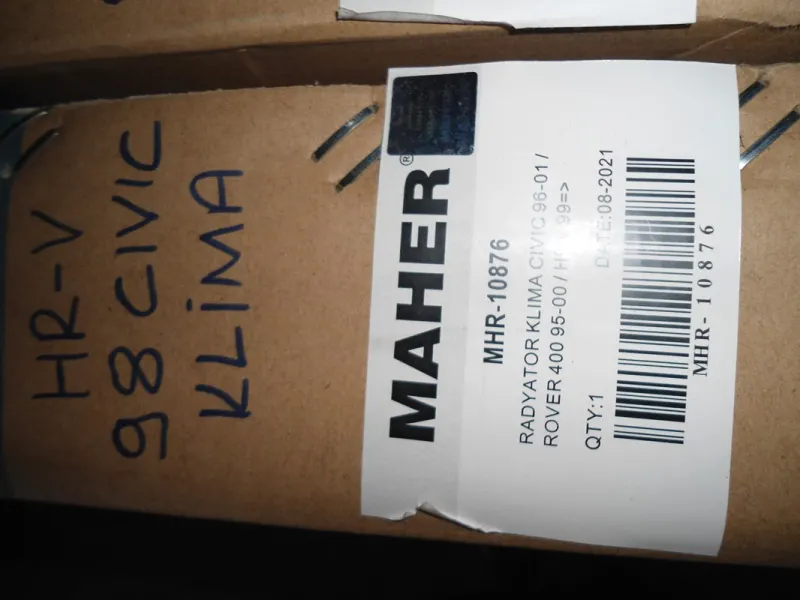 HR-V
98 CIVIC
KLİMA
MAHER®
MHR-10876
RADYATOR KLIMA CIVIC 96-01 /
ROVER 400 95-00 / 99=>
QTY:1 DATE:08-2021
MHR-10876